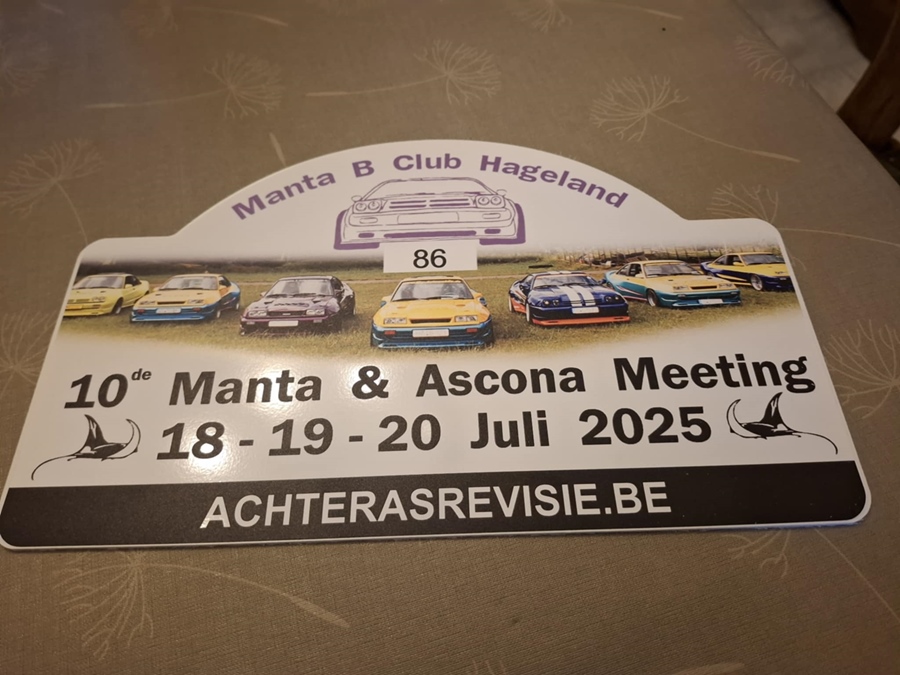 Manta B Club Hageland
86
10de Manta & Ascona Meeting
18 - 19 - 20 Juli 2025
ACHTERASREVISIE.BE